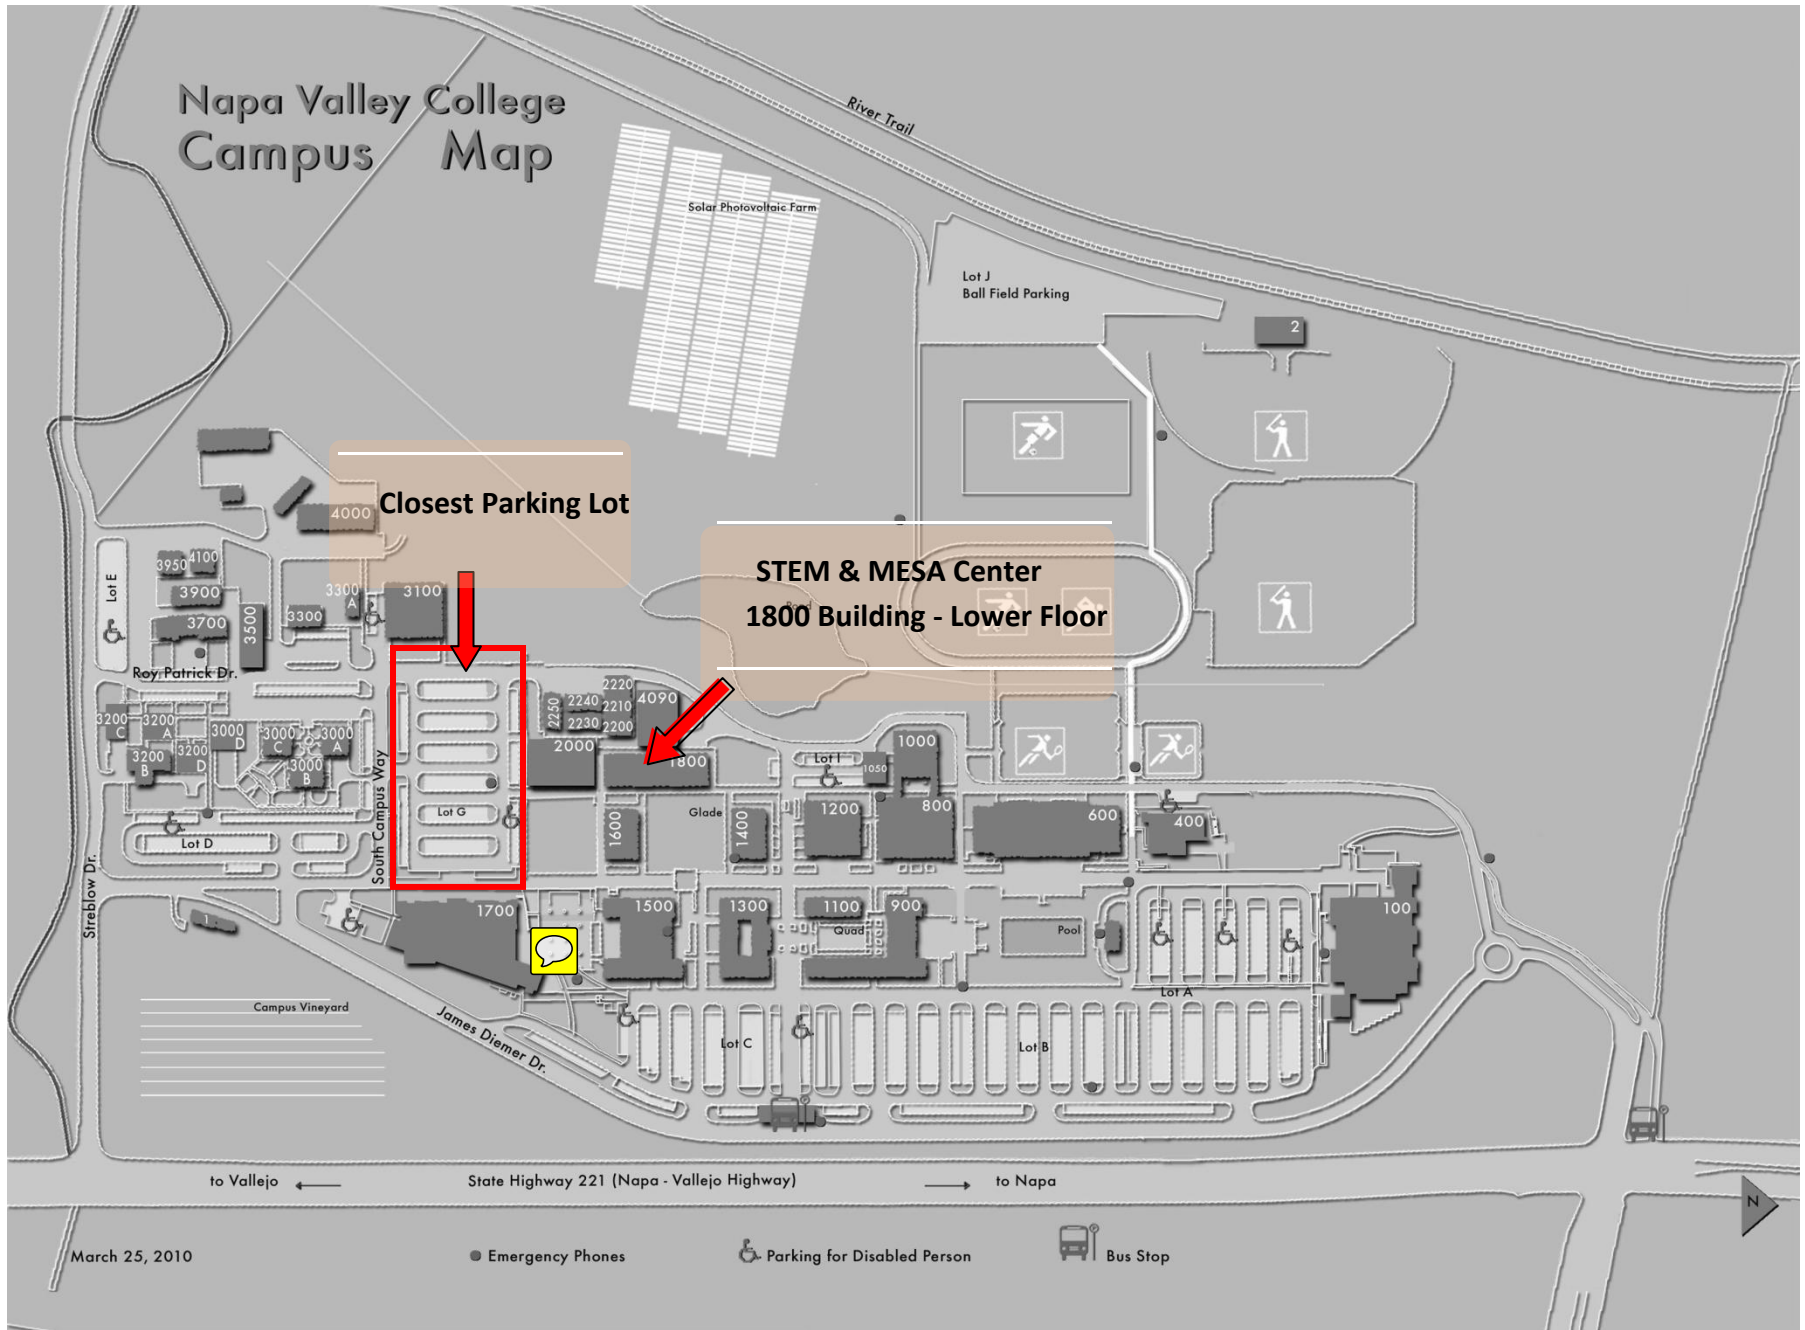 Napa Valley College
Campus Map
River Trail
Solar Photovoltaic Farm
Lot J
Ball Field Parking
2
Closest Parking Lot
4000
STEM & MESA Center
1800 Building - Lower Floor
Pond
Lot E
3950
4100
3900
3700
3500
3300
3300
A
3100
Roy Patrick Dr.
3200
C
3200
A
3200
B
3200
D
3000
D
3000
C
3000
A
3000
B
South Campus Way
Lot G
2250
2240
2230
2220
2210
2200
4090
2000
1800
Lot I
1050
1000
1600
Glade
1400
1200
800
600
400
Lot D
Streblow Dr.
1
1700
1500
1300
1100
900
Quad
Pool
100
Lot A
Campus Vineyard
James Diemer Dr.
Lot C
Lot B
to Vallejo
State Highway 221 (Napa - Vallejo Highway)
to Napa
N
March 25, 2010
Emergency Phones
Parking for Disabled Person
Bus Stop